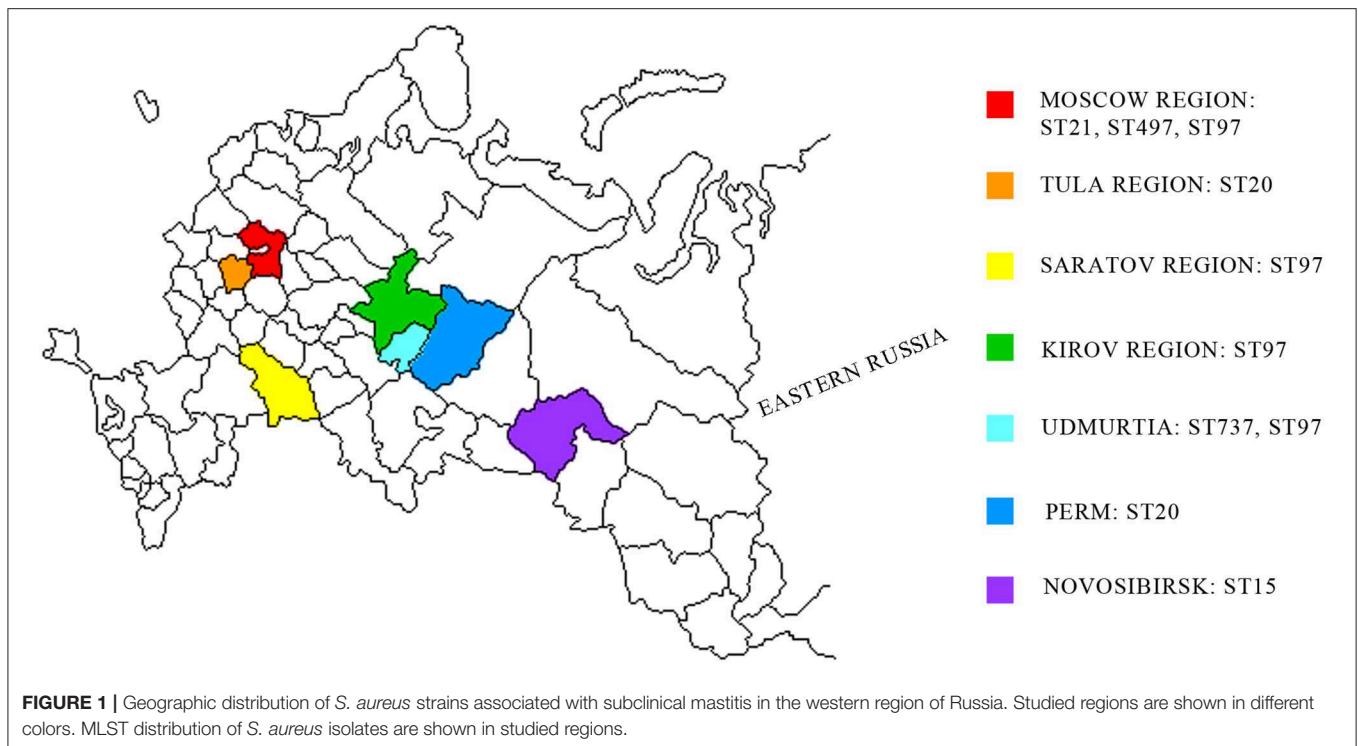 MOSCOW REGION:
ST21, ST497, ST97
TULA REGION: ST20
SARATOV REGION: ST97
KIROV REGION: ST97
EASTERN RUSSIA
UDMURTIA: ST737, ST97
PERM: ST20
NOVOSIBIRSK: ST15
FIGURE 1 | Geographic distribution of S. aureus strains associated with subclinical mastitis in the western region of Russia. Studied regions are shown in different
colors. MLST distribution of S. aureus isolates are shown in studied regions.